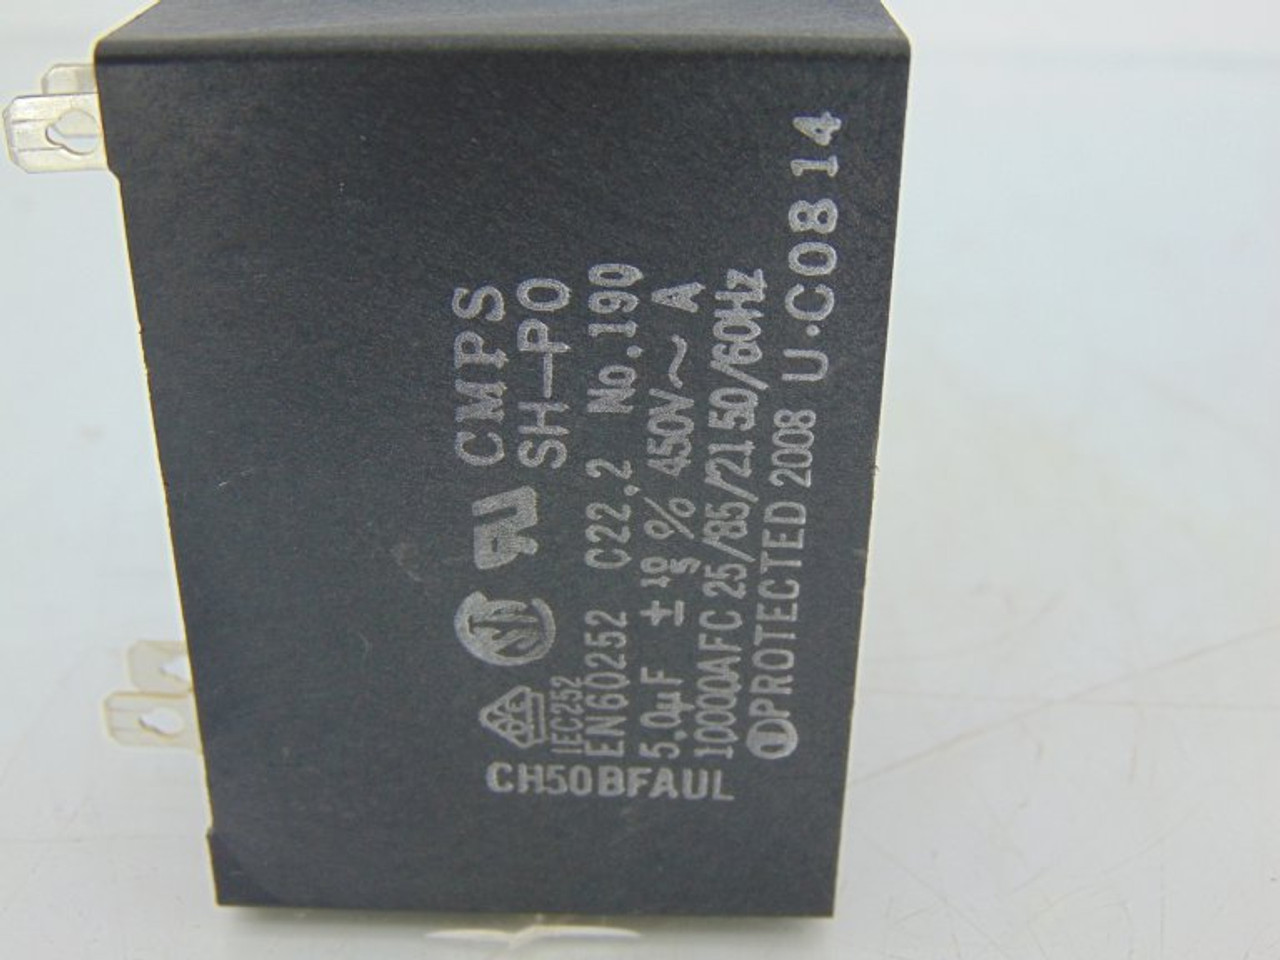 CMPS
SH-PO
IEC252
EN60252 C22.2 No.190
5.0μF ± 10 5 % 450V~ A
10000AFC 25/85/21 50/60Hz
PROTECTED 2008 U·C08 14
CH50BFAUL